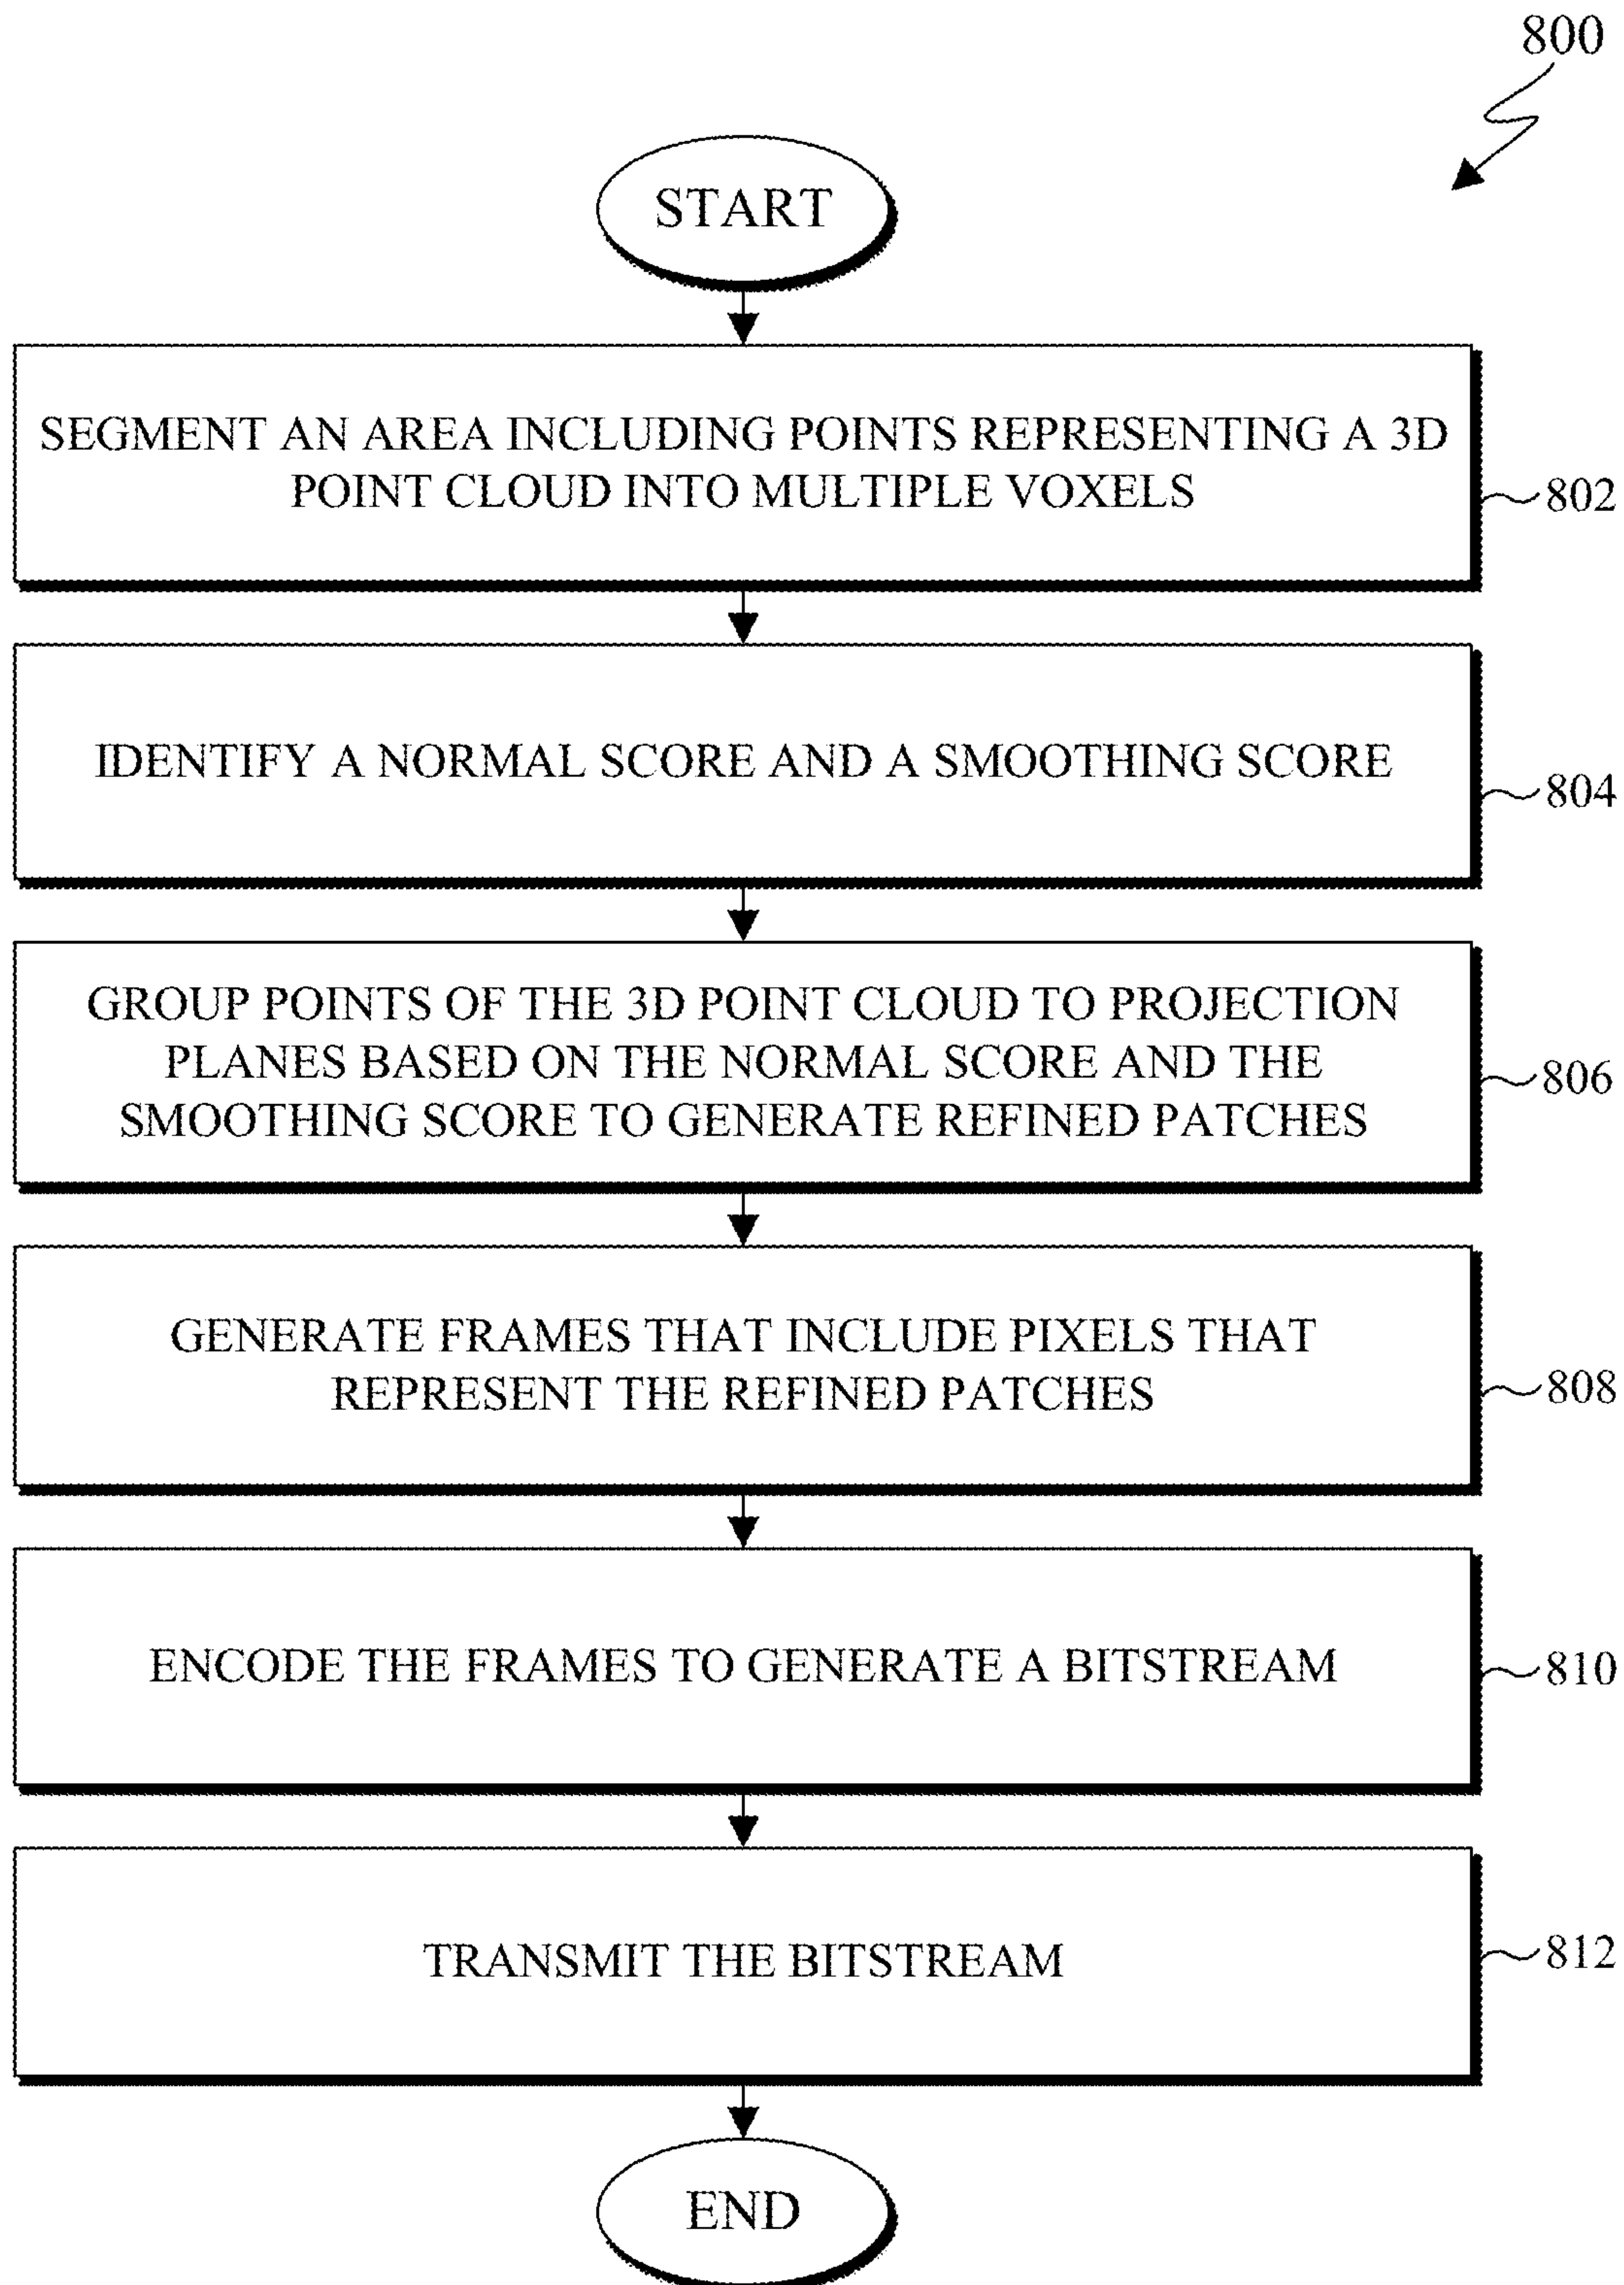 800
START
SEGMENT AN AREA INCLUDING POINTS REPRESENTING A 3D
POINT CLOUD INTO MULTIPLE VOXELS
802
IDENTIFY A NORMAL SCORE AND A SMOOTHING SCORE
804
GROUP POINTS OF THE 3D POINT CLOUD TO PROJECTION
PLANES BASED ON THE NORMAL SCORE AND THE
SMOOTHING SCORE TO GENERATE REFINED PATCHES
806
GENERATE FRAMES THAT INCLUDE PIXELS THAT
REPRESENT THE REFINED PATCHES
808
ENCODE THE FRAMES TO GENERATE A BITSTREAM
810
TRANSMIT THE BITSTREAM
812
END